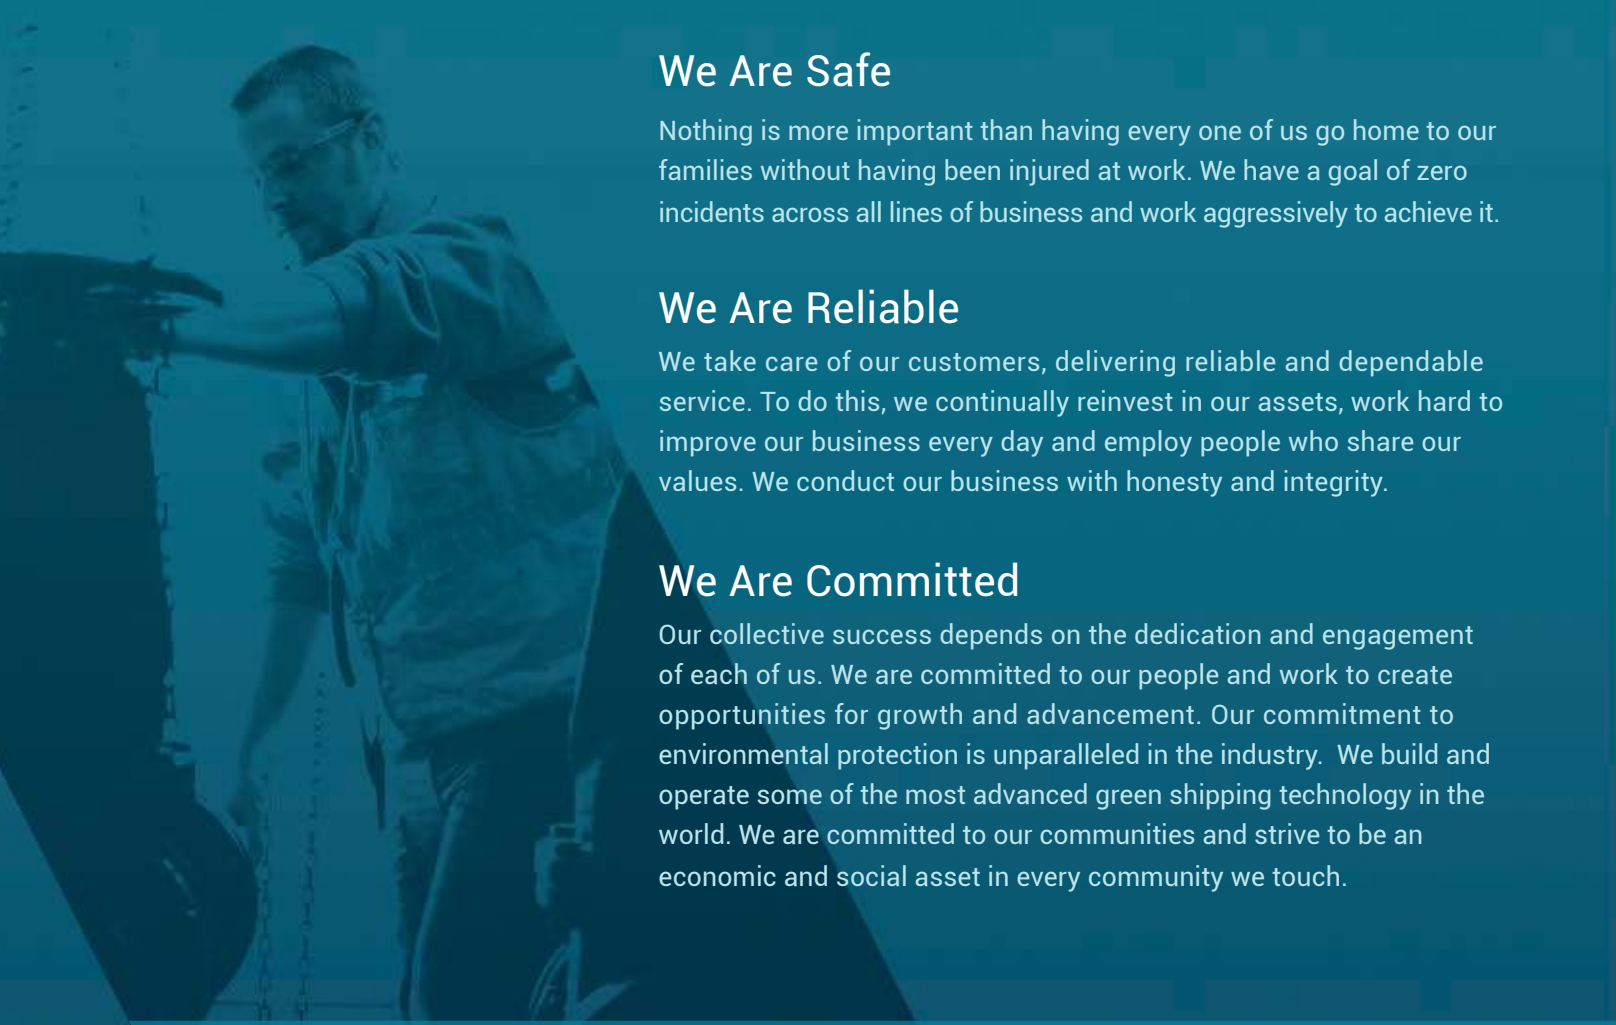 We Are Safe
Nothing is more important than having every one of us go home to our
families without having been injured at work. We have a goal of zero
incidents across all lines of business and work aggressively to achieve it.
We Are Reliable
We take care of our customers, delivering reliable and dependable
service. To do this, we continually reinvest in our assets, work hard to
improve our business every day and employ people who share our
values. We conduct our business with honesty and integrity.
We Are Committed
Our collective success depends on the dedication and engagement
of each of us. We are committed to our people and work to create
opportunities for growth and advancement. Our commitment to
environmental protection is unparalleled in the industry.  We build and
operate some of the most advanced green shipping technology in the
world. We are committed to our communities and strive to be an
economic and social asset in every community we touch.